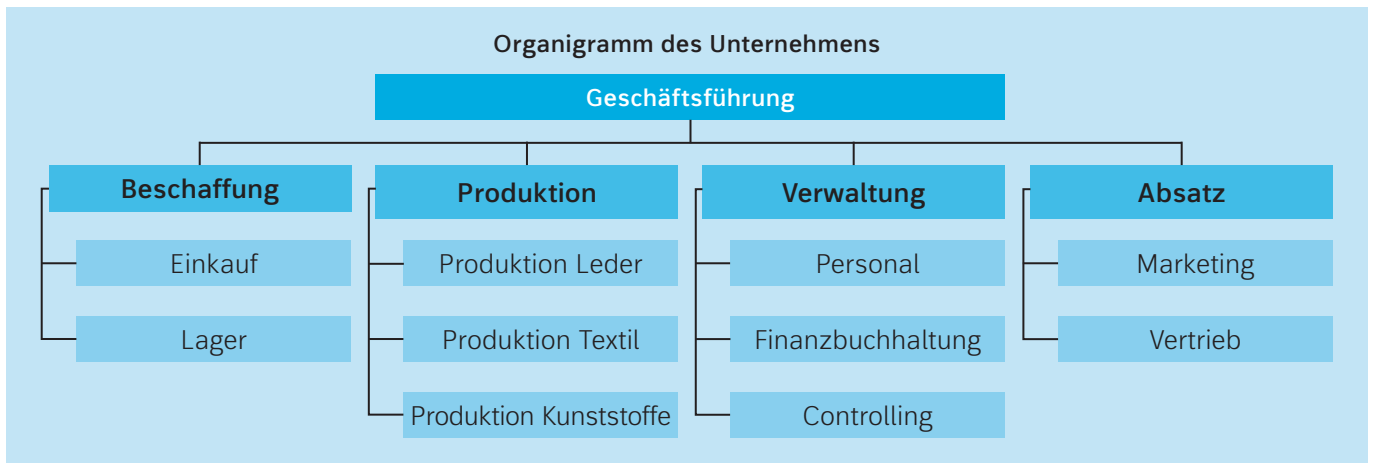 Organigramm des Unternehmens
Geschäftsführung
Beschaffung
Einkauf
Lager
Produktion
Produktion Leder
Produktion Textil
Produktion Kunststoffe
Verwaltung
Personal
Finanzbuchhaltung
Controlling
Absatz
Marketing
Vertrieb